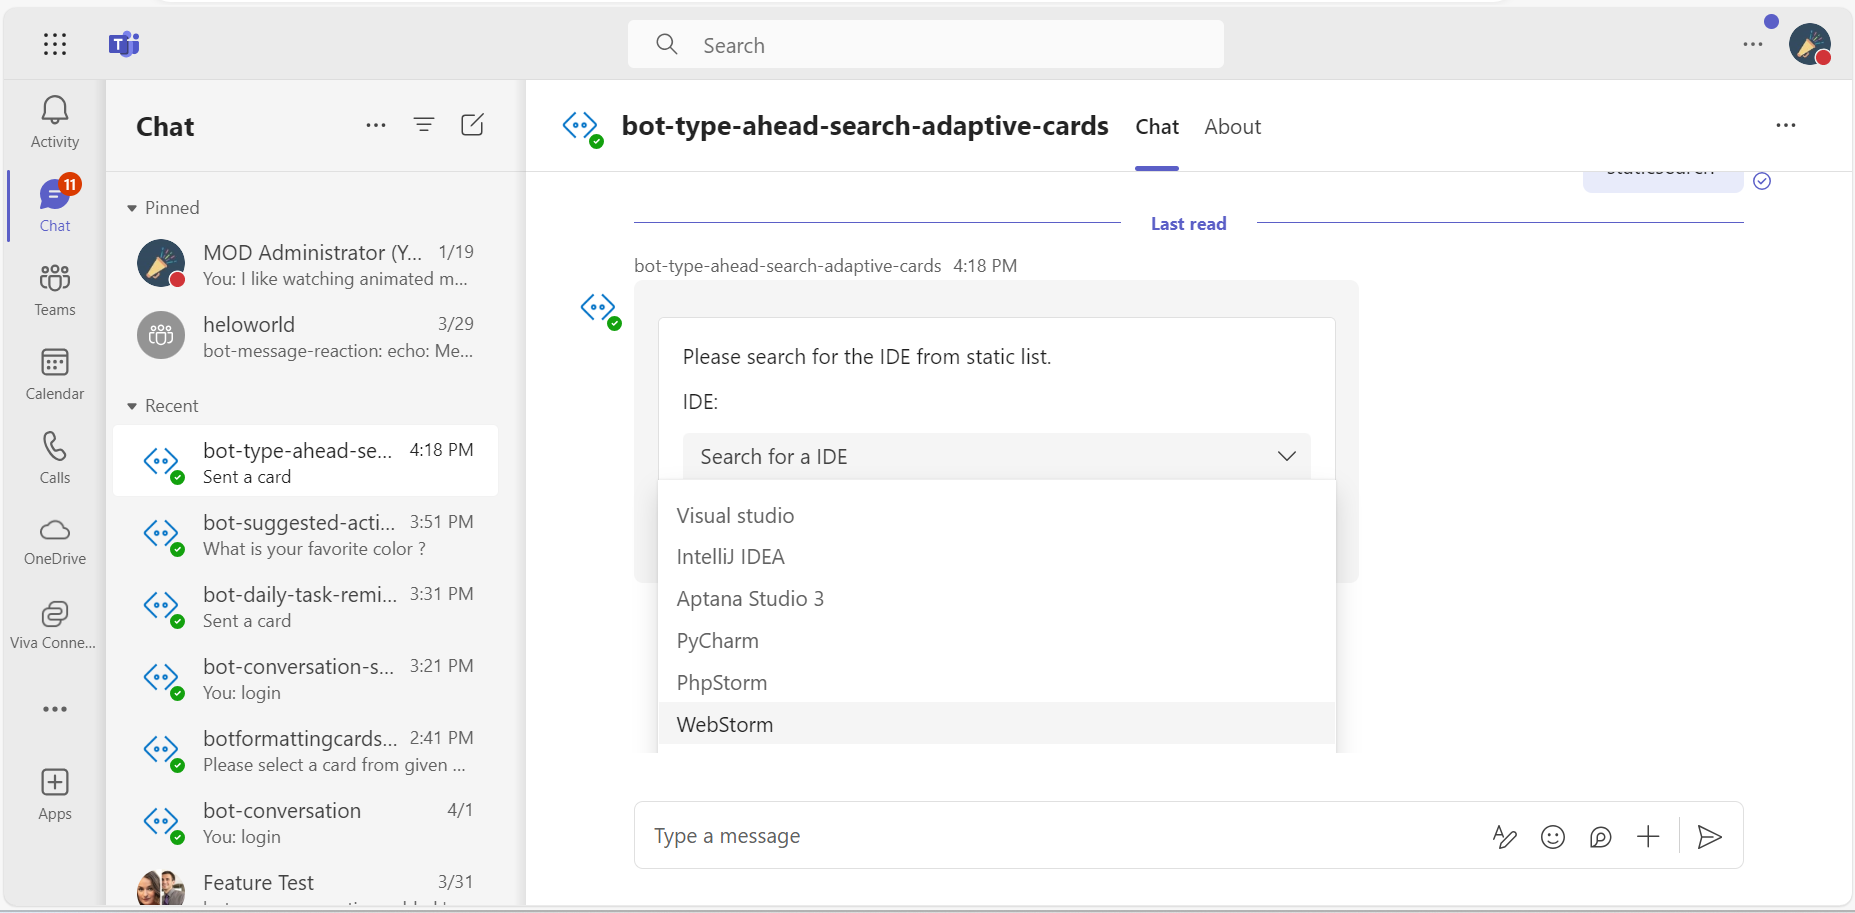 Search
Activity
11
Chat
Teams
Calendar
Calls
OneDrive
Viva Conne...
Apps
Chat
Pinned
MOD Administrator (Y... 1/19
You: I like watching animated m...
heloworld 3/29
bot-message-reaction: echo: Me...
Recent
bot-type-ahead-se... 4:18 PM
Sent a card
bot-suggested-acti... 3:51 PM
What is your favorite color ?
bot-daily-task-remi... 3:31 PM
Sent a card
bot-conversation-s... 3:21 PM
You: login
botformattingcards... 2:41 PM
Please select a card from given ...
bot-conversation 4/1
You: login
Feature Test 3/31
bot-type-ahead-search-adaptive-cards Chat About
staticsearch
Last read
bot-type-ahead-search-adaptive-cards 4:18 PM
Please search for the IDE from static list.
IDE:
Search for a IDE
Visual studio
IntelliJ IDEA
Aptana Studio 3
PyCharm
PhpStorm
WebStorm
Type a message